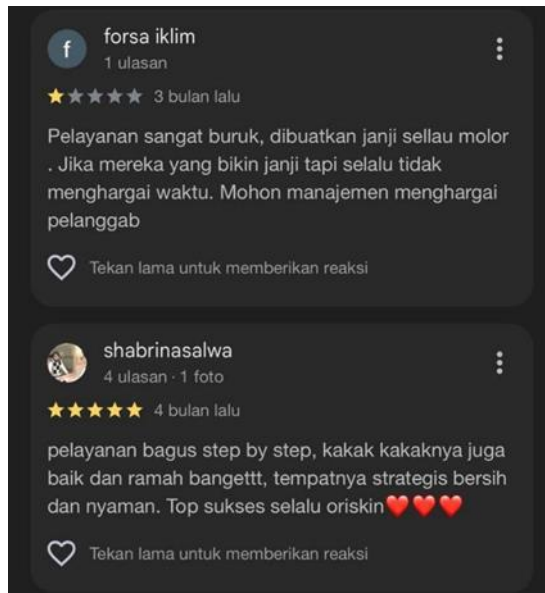 f forsa iklim
1 ulasan
3 bulan lalu
Pelayanan sangat buruk, dibuatkan janji sellau molor
. Jika mereka yang bikin janji tapi selalu tidak
menghargai waktu. Mohon manajemen menghargai
pelanggab
Tekan lama untuk memberikan reaksi
shabrinasalwa
4 ulasan · 1 foto
4 bulan lalu
pelayanan bagus step by step, kakak kakaknya juga
baik dan ramah bangettt, tempatnya strategis bersih
dan nyaman. Top sukses selalu oriskin❤️❤️❤️
Tekan lama untuk memberikan reaksi